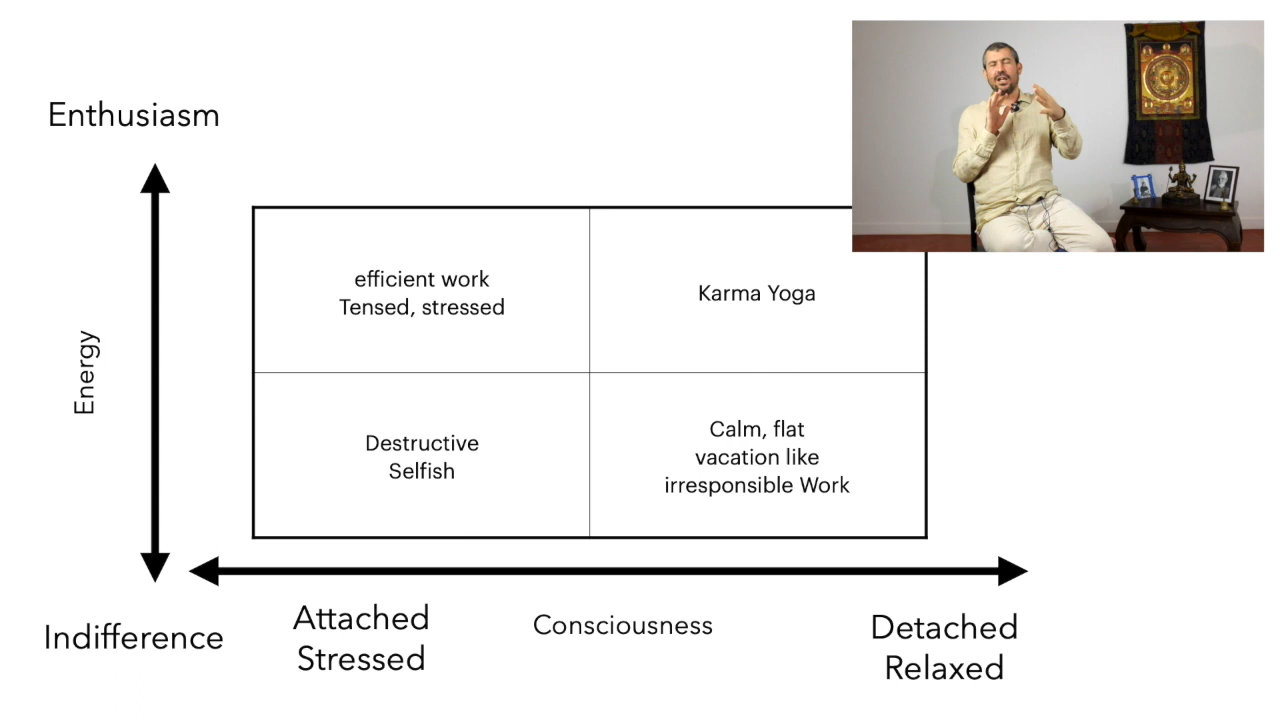 Enthusiasm
efficient work
Tensed, stressed
Karma Yoga
Energy
Destructive
Selfish
Calm, flat
vacation like
irresponsible Work
Indifference
Attached
Stressed
Consciousness
Detached
Relaxed